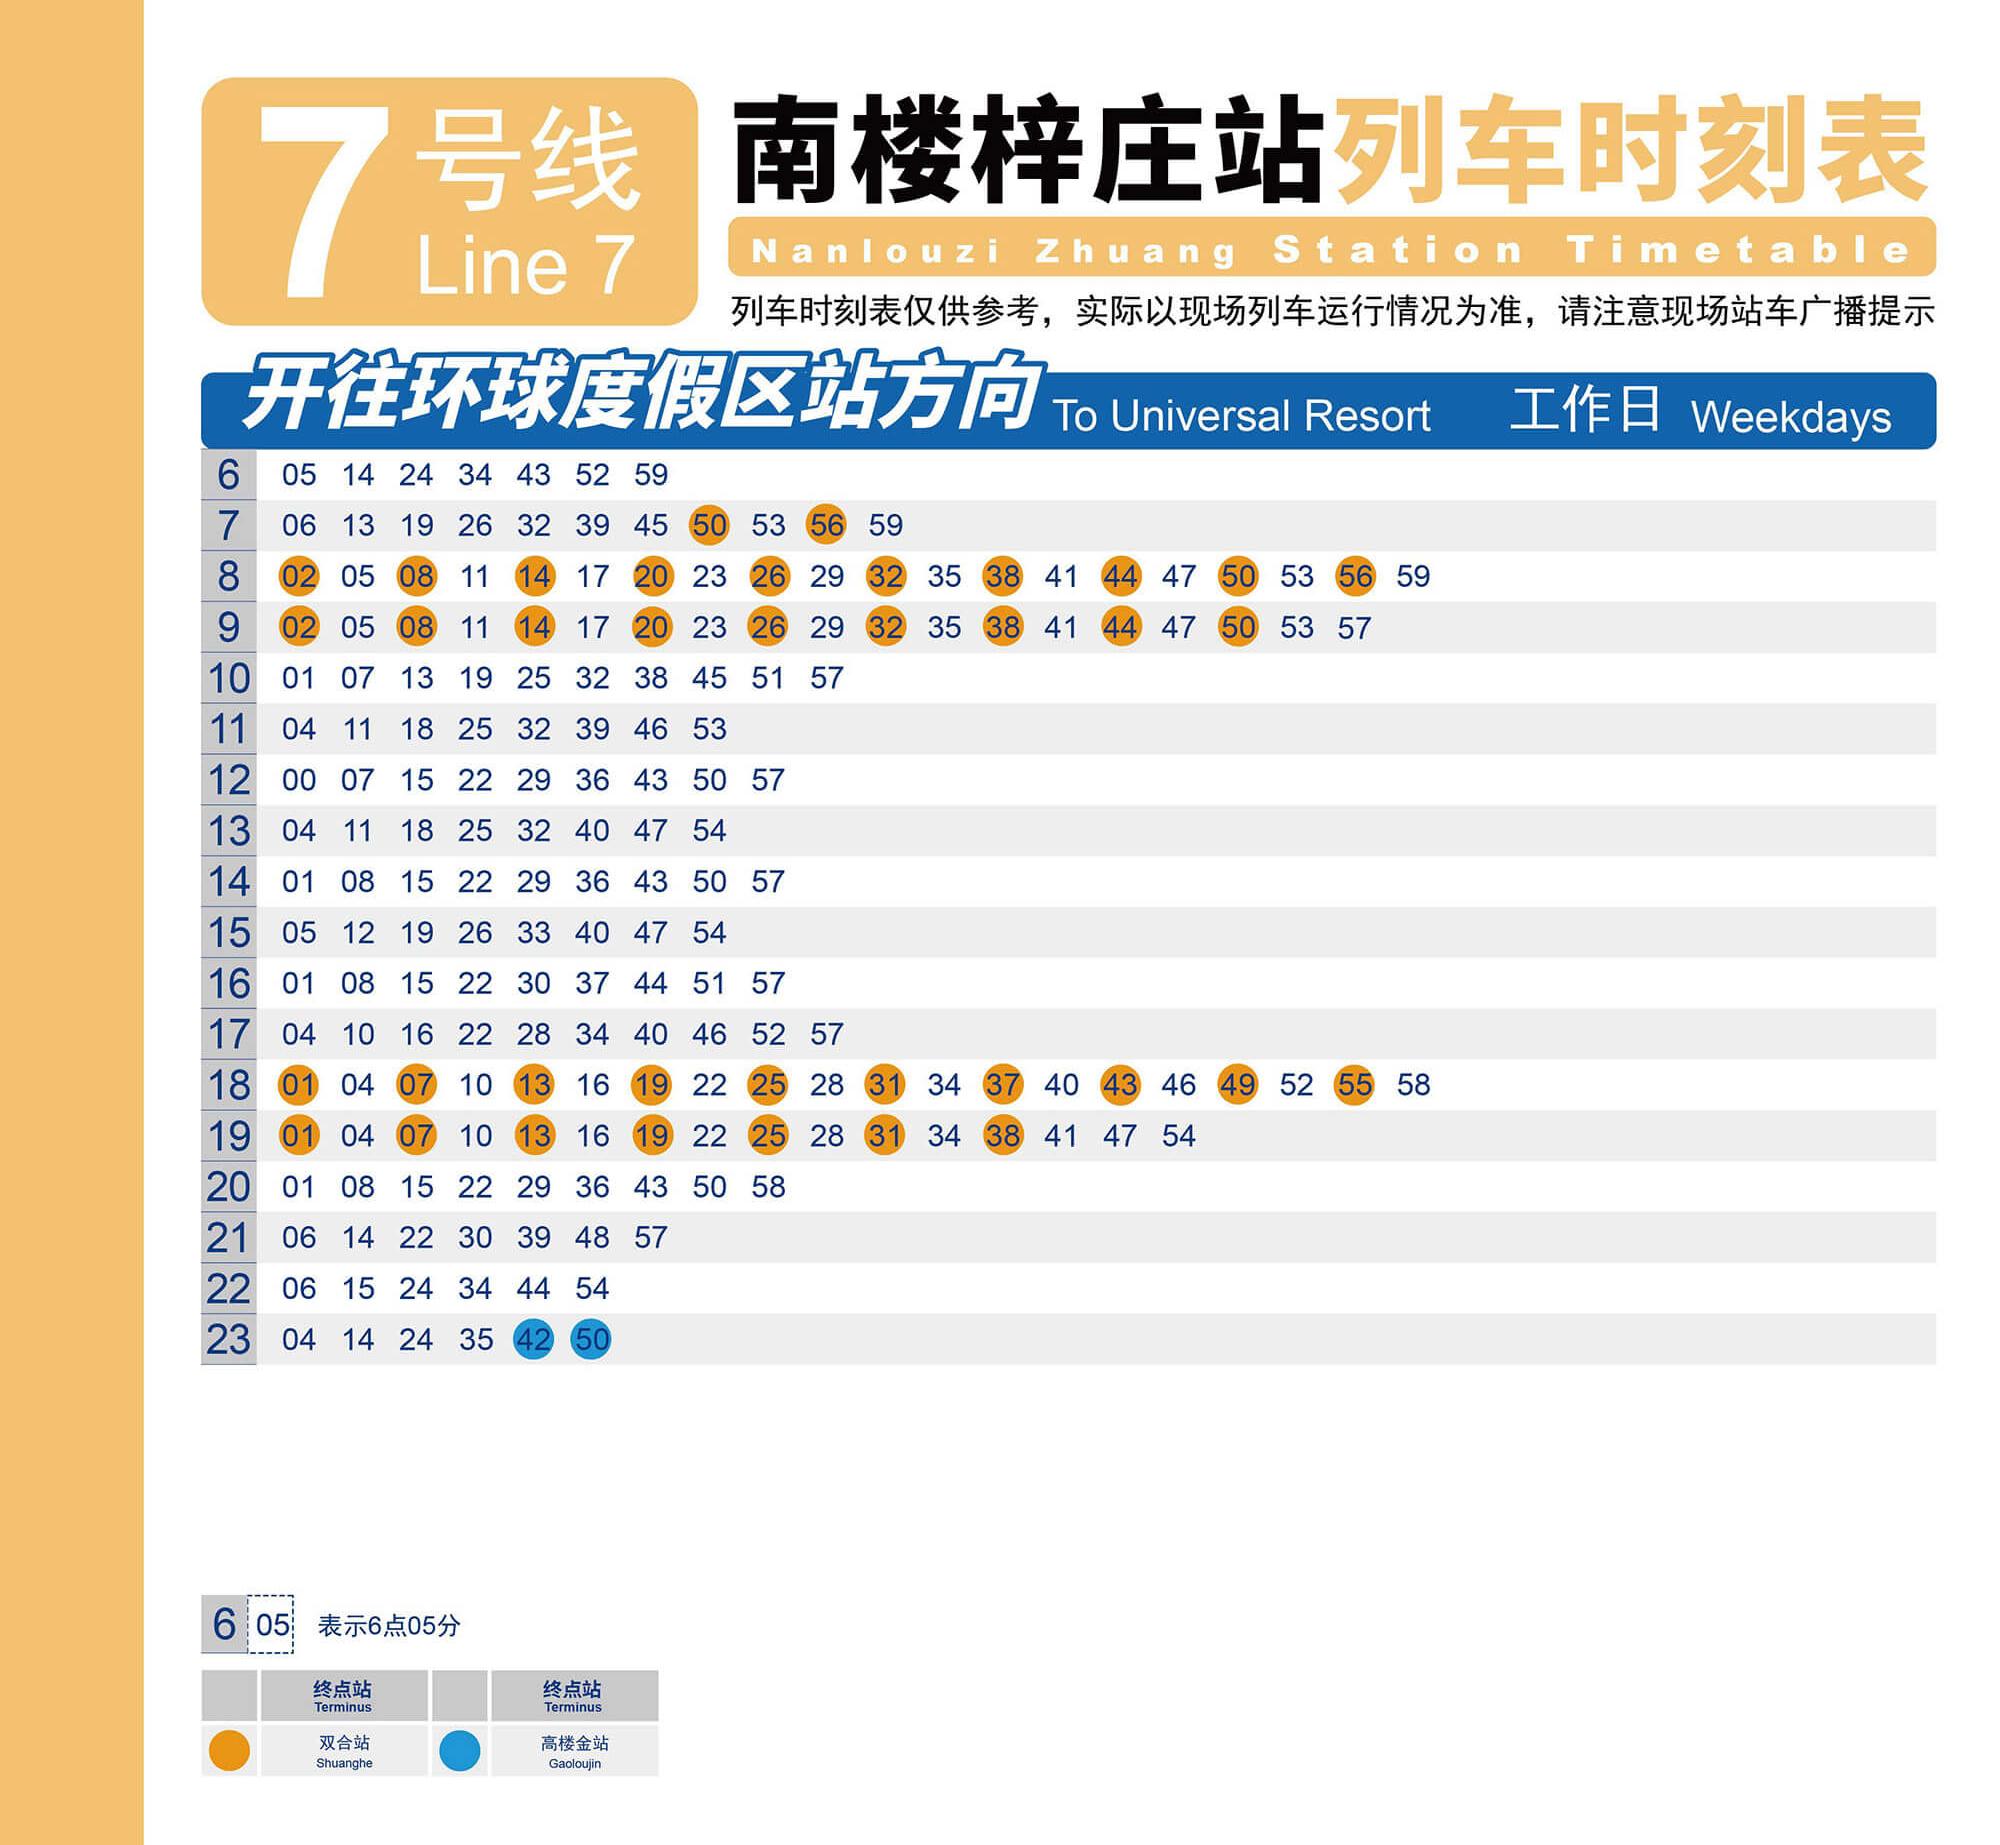 7号线
Line 7
南楼梓庄站列车时刻表
Nanlouzi Zhuang Station Timetable
列车时刻表仅供参考，实际以现场列车运行情况为准，请注意现场站车广播提示
开往环球度假区站方向 To Universal Resort 工作日 Weekdays
6 05 14 24 34 43 52 59
7 06 13 19 26 32 39 45 50 53 56 59
8 02 05 08 11 14 17 20 23 26 29 32 35 38 41 44 47 50 53 56 59
9 02 05 08 11 14 17 20 23 26 29 32 35 38 41 44 47 50 53 57
10 01 07 13 19 25 32 38 45 51 57
11 04 11 18 25 32 39 46 53
12 00 07 15 22 29 36 43 50 57
13 04 11 18 25 32 40 47 54
14 01 08 15 22 29 36 43 50 57
15 05 12 19 26 33 40 47 54
16 01 08 15 22 30 37 44 51 57
17 04 10 16 22 28 34 40 46 52 57
18 01 04 07 10 13 16 19 22 25 28 31 34 37 40 43 46 49 52 55 58
19 01 04 07 10 13 16 19 22 25 28 31 34 38 41 47 54
20 01 08 15 22 29 36 43 50 58
21 06 14 22 30 39 48 57
22 06 15 24 34 44 54
23 04 14 24 35 42 50
6 05 表示6点05分
终点站 终点站
Terminus Terminus
双合站 高楼金站
Shuanghe Gaoloujin